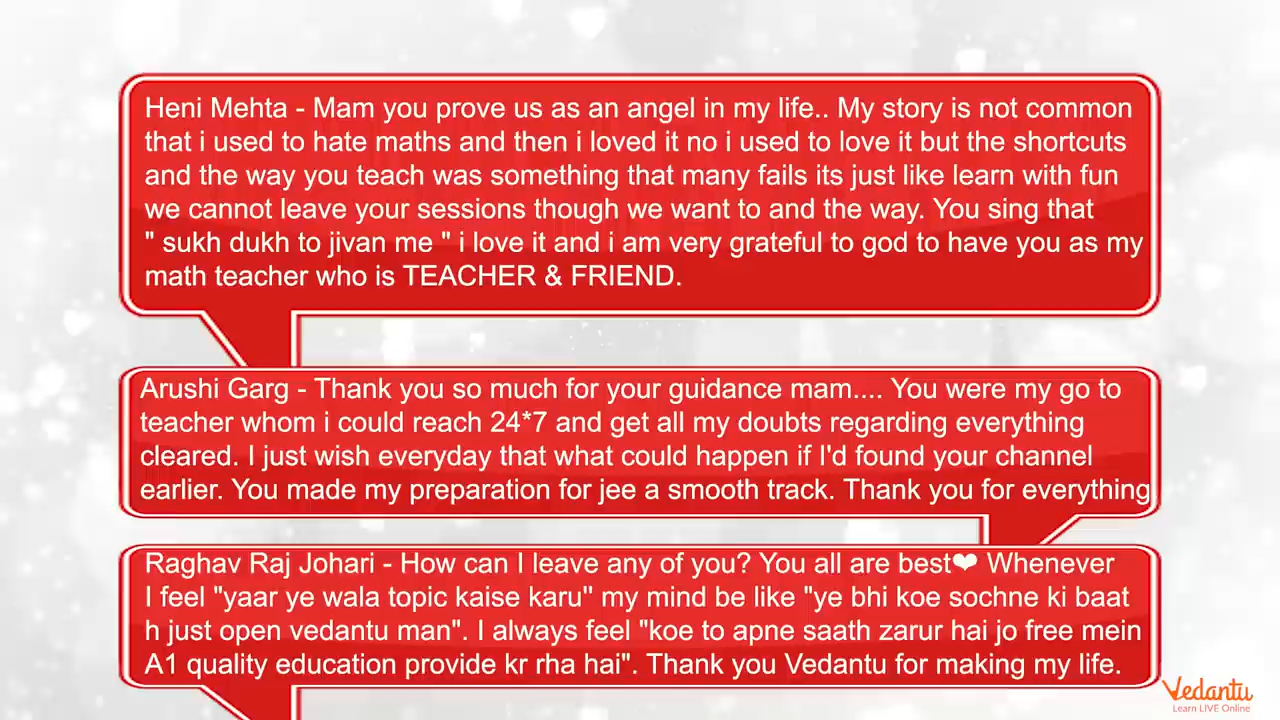 Heni Mehta - Mam you prove us as an angel in my life.. My story is not common
that i used to hate maths and then i loved it no i used to love it but the shortcuts
and the way you teach was something that many fails its just like learn with fun
we cannot leave your sessions though we want to and the way. You sing that
" sukh dukh to jivan me " i love it and i am very grateful to god to have you as my
math teacher who is TEACHER & FRIEND.
Arushi Garg - Thank you so much for your guidance mam.... You were my go to
teacher whom i could reach 24*7 and get all my doubts regarding everything
cleared. I just wish everyday that what could happen if I'd found your channel
earlier. You made my preparation for jee a smooth track. Thank you for everything
Raghav Raj Johari - How can I leave any of you? You all are best❤ Whenever
I feel "yaar ye wala topic kaise karu" my mind be like "ye bhi koe sochne ki baat
h just open vedantu man". I always feel "koe to apne saath zarur hai jo free mein
A1 quality education provide kr rha hai". Thank you Vedantu for making my life.
Vedantu
Learn LIVE Online